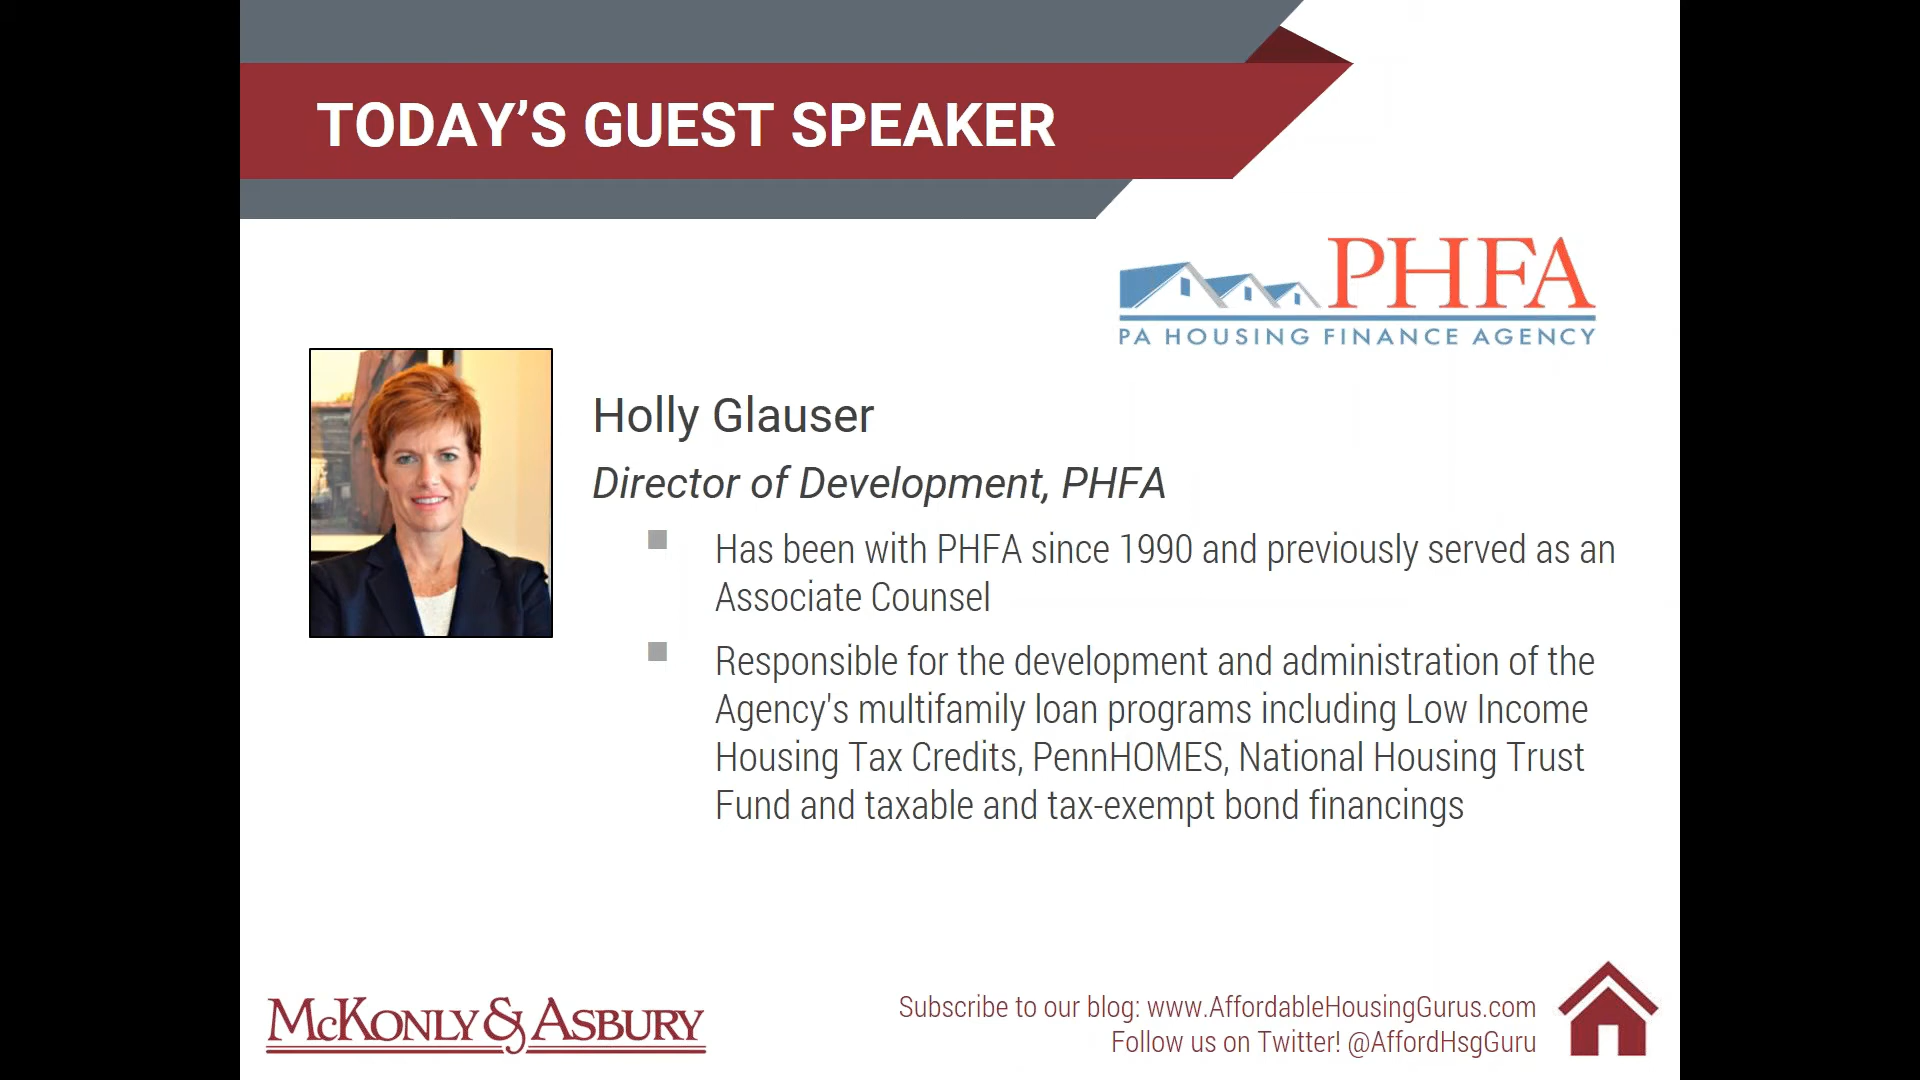 TODAY’S GUEST SPEAKER
PHFA
PA HOUSING FINANCE AGENCY
Holly Glauser
Director of Development, PHFA
Has been with PHFA since 1990 and previously served as an
Associate Counsel
Responsible for the development and administration of the
Agency's multifamily loan programs including Low Income
Housing Tax Credits, PennHOMES, National Housing Trust
Fund and taxable and tax-exempt bond financings
McKonly & Asbury
Subscribe to our blog: www.AffordableHousingGurus.com
Follow us on Twitter! @AffordHsgGuru